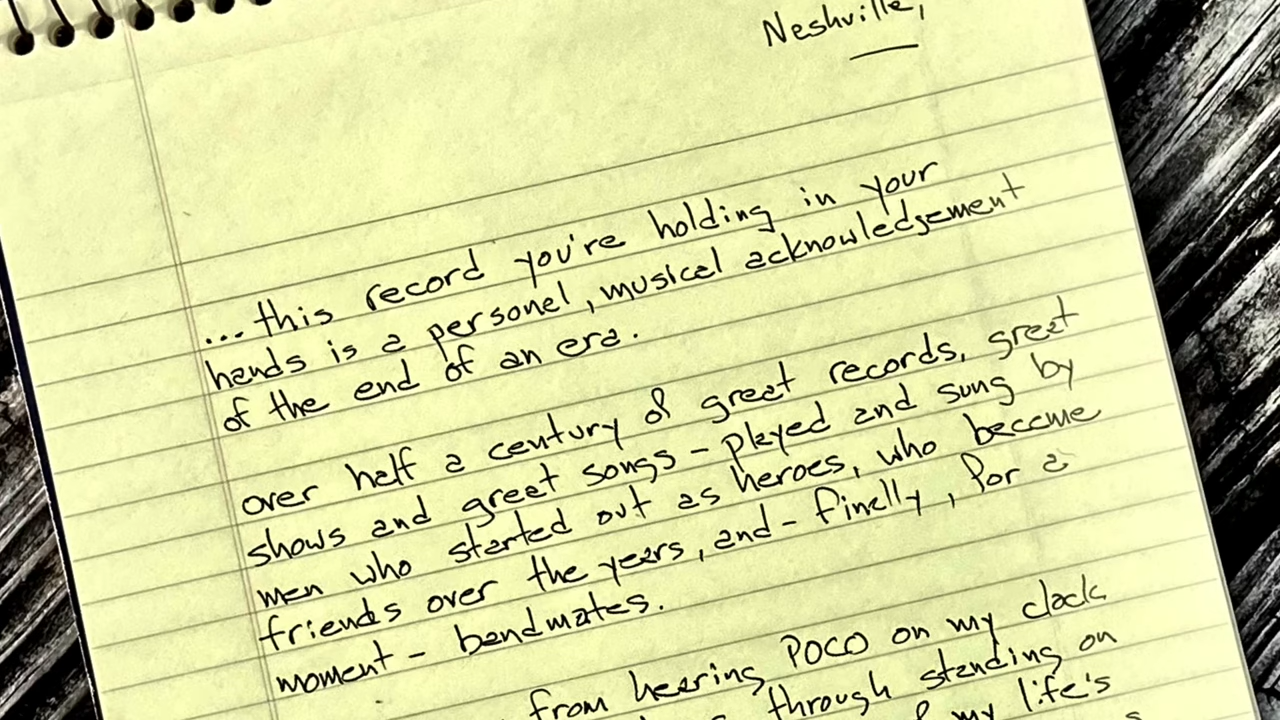 Nashville,
...this record you're holding in your
hands is a personal, musical acknowledgement
of the end of an era.
over half a century of great records, great
shows and great songs - played and sung by
men who started out as heroes, who became
friends over the years, and - finally, for a
moment - bandmates.
from hearing POCO on my clock
through standing on
my life's